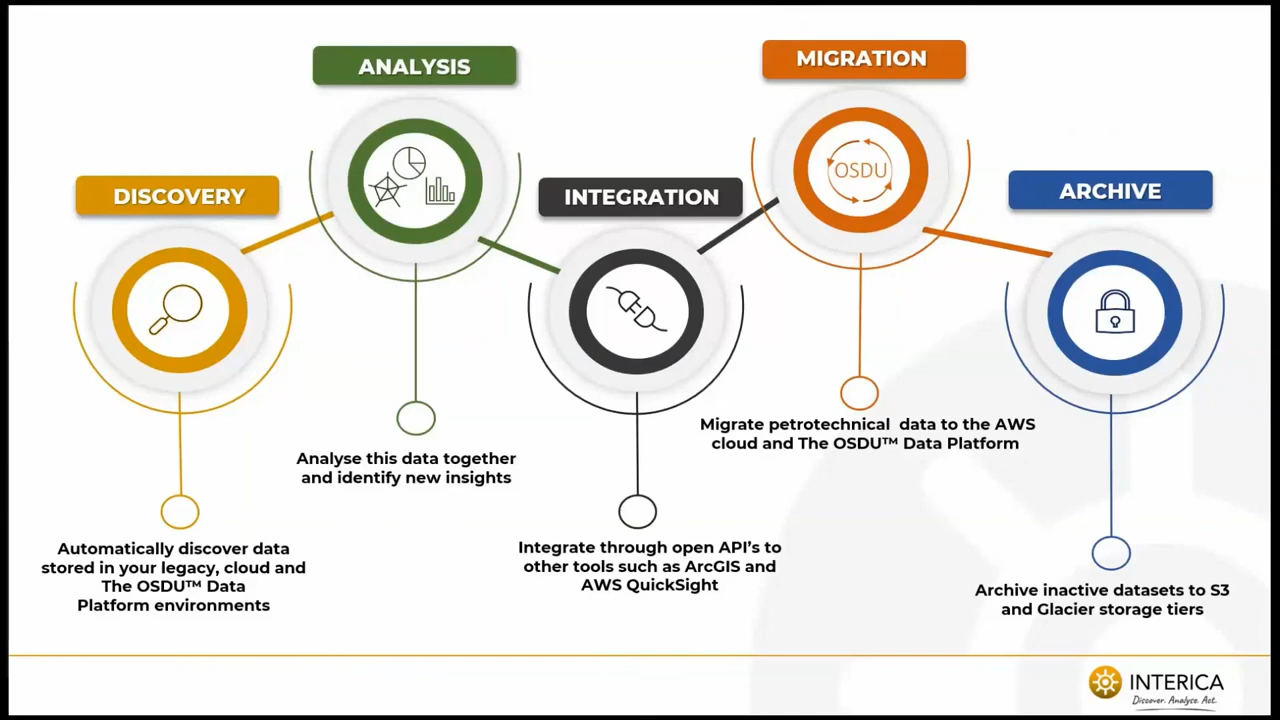 DISCOVERY
Automatically discover data
stored in your legacy, cloud and
The OSDU™ Data
Platform environments
ANALYSIS
Analyse this data together
and identify new insights
INTEGRATION
Integrate through open API's to
other tools such as ArcGIS and
AWS QuickSight
MIGRATION
OSDU
Migrate petrotechnical data to the AWS
cloud and The OSDU™ Data Platform
ARCHIVE
Archive inactive datasets to S3
and Glacier storage tiers
INTERICA
Discover. Analyse. Act.